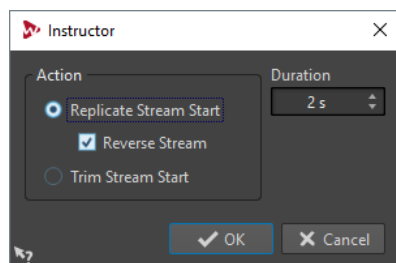 Instructor
Action
Duration
Replicate Stream Start
2 s
Reverse Stream
Trim Stream Start
OK
Cancel
?